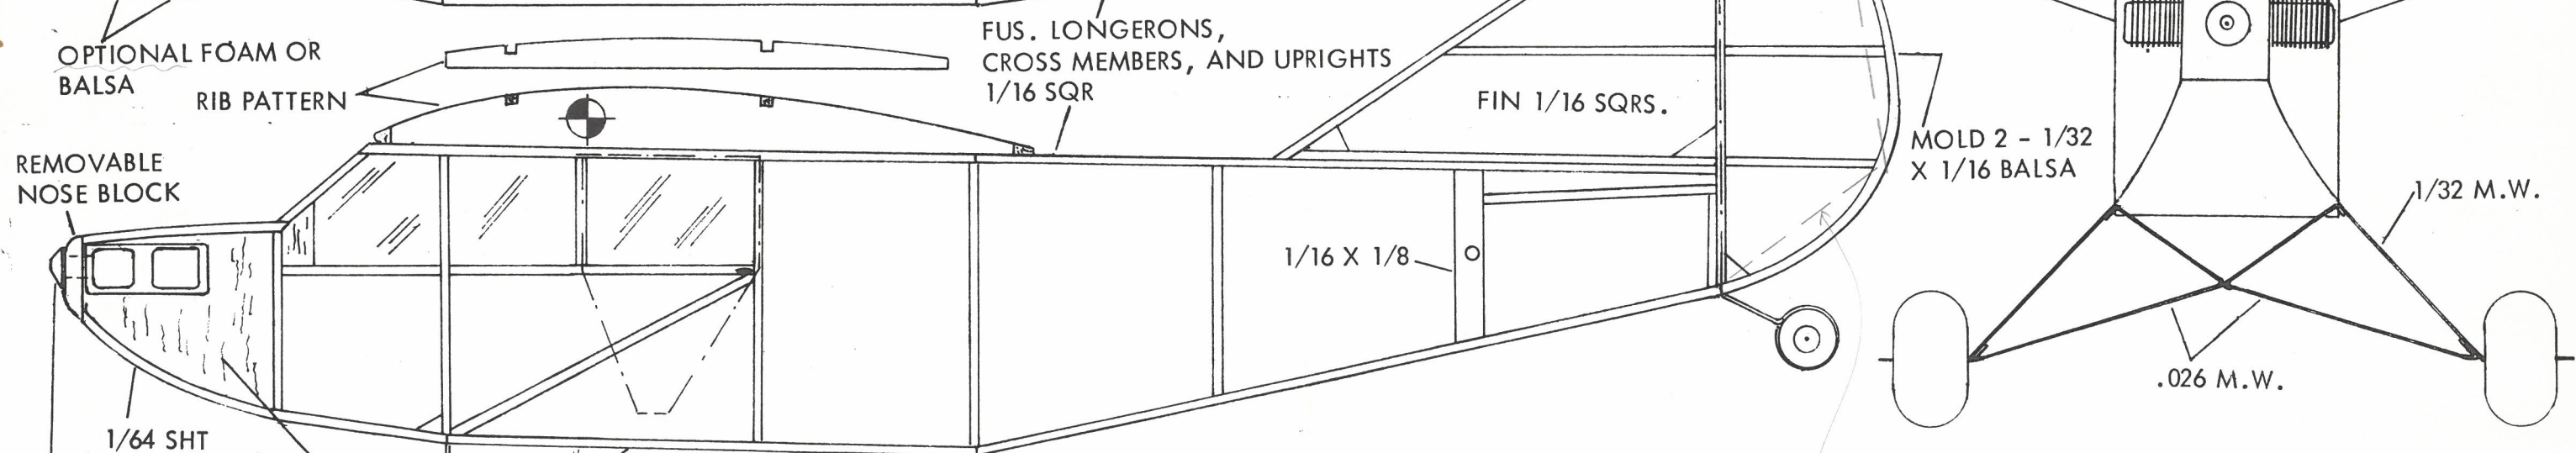 OPTIONAL FOAM OR
BALSA
RIB PATTERN
FUS. LONGERONS,
CROSS MEMBERS, AND UPRIGHTS
1/16 SQR
FIN 1/16 SQRS.
MOLD 2 - 1/32
X 1/16 BALSA
REMOVABLE
NOSE BLOCK
1/16 X 1/8
1/32 M.W.
.026 M.W.
1/64 SHT